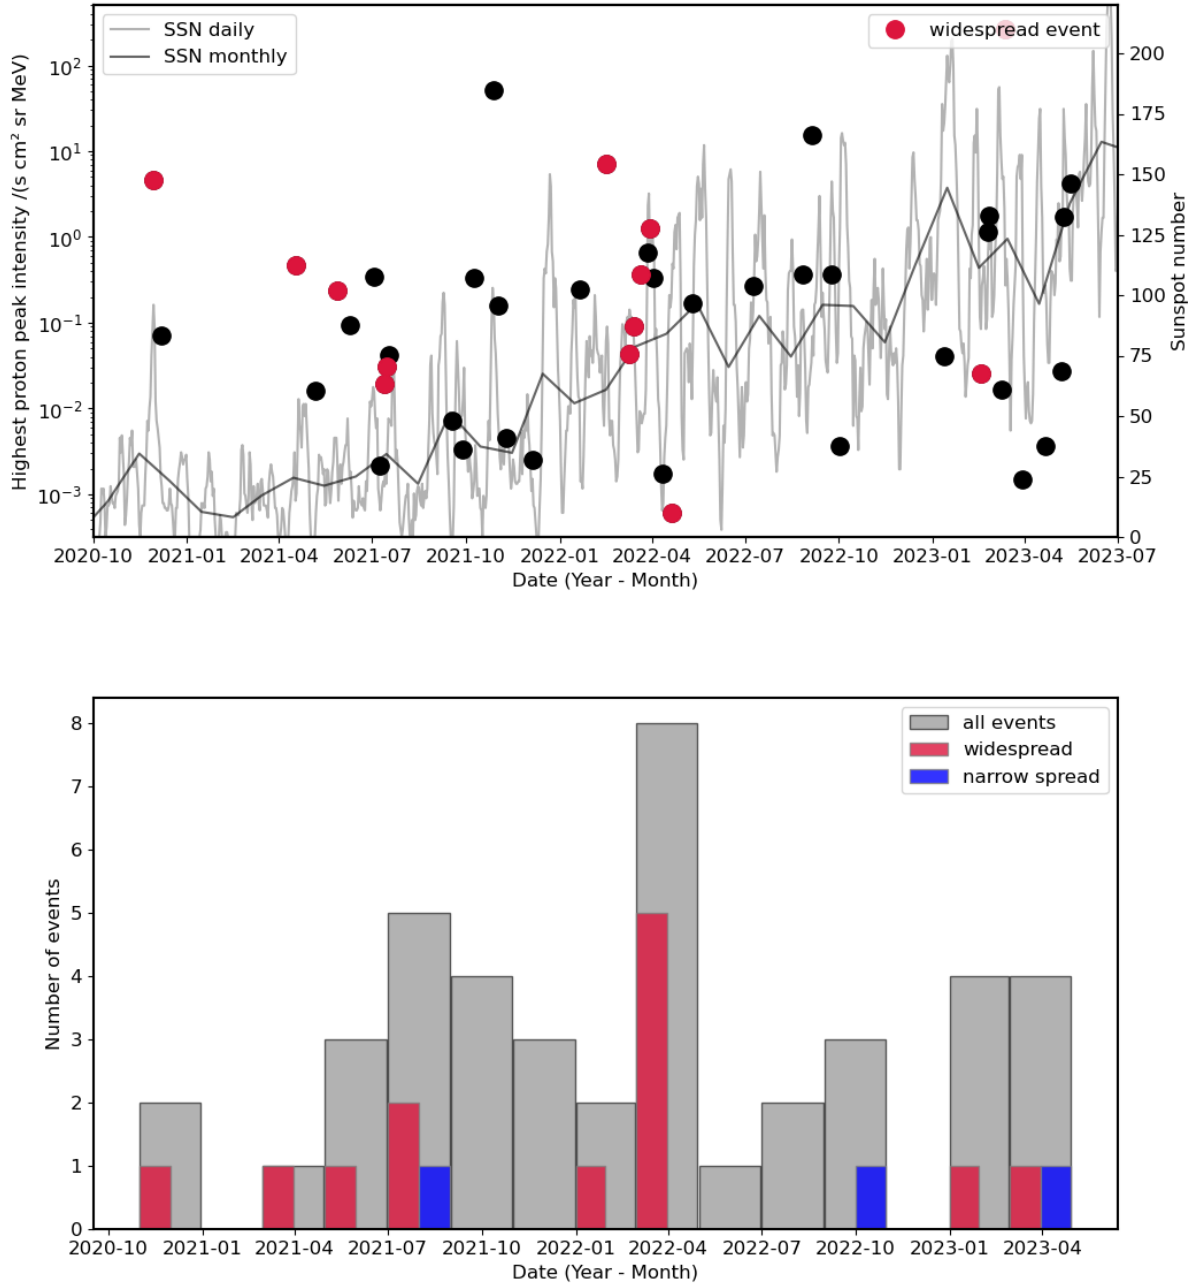 SSN daily
SSN monthly
widespread event
Highest proton peak intensity /(s cm² sr MeV)
10²
10¹
10⁰
10⁻¹
10⁻²
10⁻³
200
175
150
125
100
75
50
25
0
Sunspot number
2020-10 2021-01 2021-04 2021-07 2021-10 2022-01 2022-04 2022-07 2022-10 2023-01 2023-04 2023-07
Date (Year - Month)
all events
widespread
narrow spread
Number of events
8
7
6
5
4
3
2
1
0
2020-10 2021-01 2021-04 2021-07 2021-10 2022-01 2022-04 2022-07 2022-10 2023-01 2023-04
Date (Year - Month)